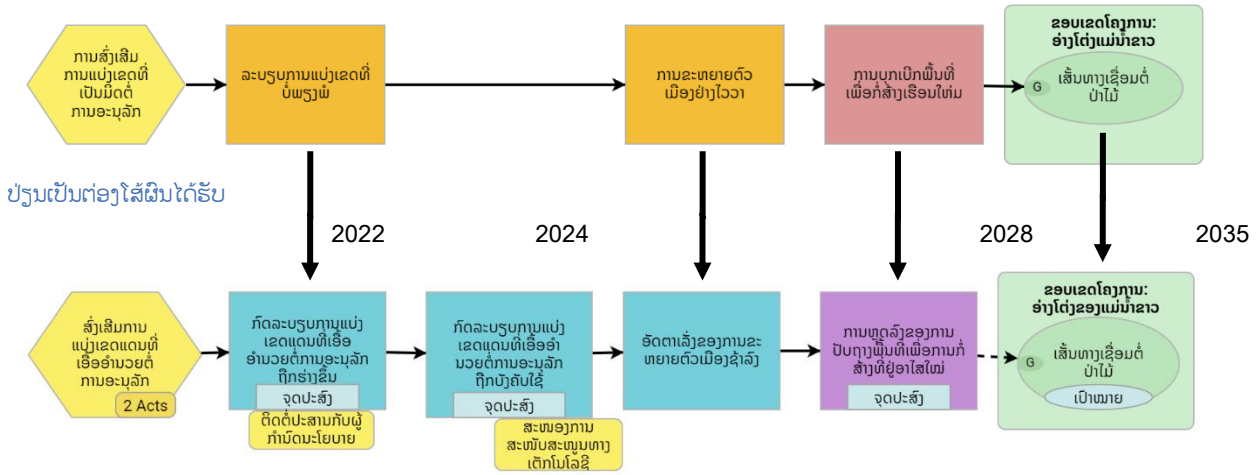 ການສົ່ງເສີມ
ການແບ່ງເຂດທີ່
ເປັນມິດຕໍ່
ການອະນຸລັກ
ລະບຽບການແບ່ງເຂດທີ່
ບໍ່ພຽງພໍ
ການຂະຫຍາຍຕົວ
ເມືອງຢ່າງໄວວາ
ການບຸກເບີກພື້ນທີ່
ເພື່ອກໍ່ສ້າງເຮືອນໃຫ່ມ
ຂອບເຂດໂຄງການ:
ອ່າງໂຕ່ງແມ່ນ້ຳຂາວ
G
ເສັ້ນທາງເຊື່ອມຕໍ່
ປ່າໄມ້
ປ່ຽນເປັນຕ່ອງໂສ້ຜົນໄດ້ຮັບ
2022
2024
2028
2035
ສົ່ງເສີມການ
ແບ່ງເຂດແດນທີ່
ເອື້ອອຳນວຍຕໍ່
ການອະນຸລັກ
2 Acts
ກົດລະບຽບການແບ່ງ
ເຂດແດນທີ່ເອື້ອ
ອຳນວຍຕໍ່ການອະນຸລັກ
ຖືກຮ່າງຂຶ້ນ
ຈຸດປະສົງ
ຕິດຕໍ່ປະສານກັບຜູ້
ກຳນົດນະໂຍບາຍ
ກົດລະບຽບການແບ່ງ
ເຂດແດນທີ່ເອື້ອອຳ
ນວຍຕໍ່ການອະນຸລັກ
ຖືກບັງຄັບໃຊ້
ຈຸດປະສົງ
ສະໜອງການ
ສະໜັບສະໜູນທາງ
ເຕັກໂນໂລຊີ
ອັດຕາເລັ່ງຂອງການຂະ
ຫຍາຍຕົວເມືອງຊ້າລົງ
ການຫຼຸດລົງຂອງການ
ປັບຖາງພື້ນທີ່ເພື່ອການກໍ່
ສ້າງທີ່ຢູ່ອາໄສໃໝ່
ຈຸດປະສົງ
ຂອບເຂດໂຄງການ:
ອ່າງໂຕ່ງຂອງແມ່ນ້ຳຂາວ
G
ເສັ້ນທາງເຊື່ອມຕໍ່
ປ່າໄມ້
ເປົ້າໝາຍ